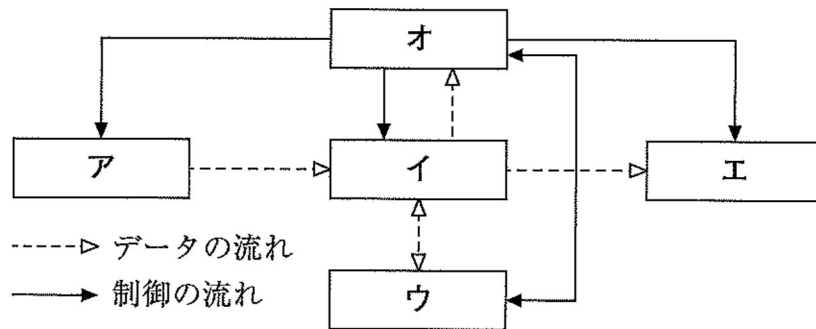 オ
ア
イ
エ
データの流れ
制御の流れ
ウ